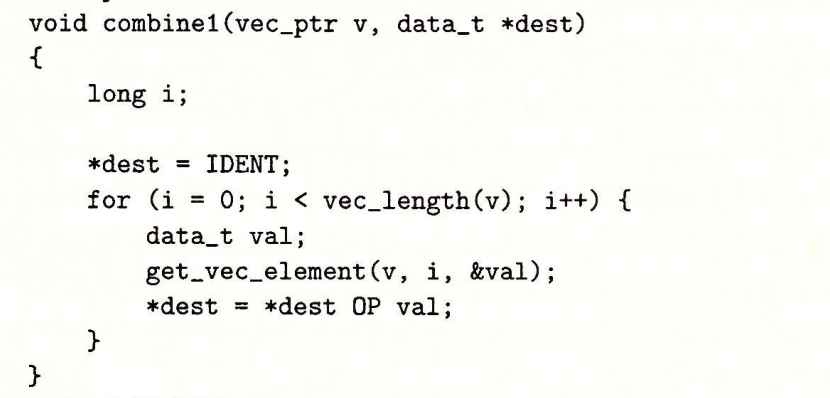 void combine1(vec_ptr v, data_t *dest)
{
    long i;

    *dest = IDENT;
    for (i = 0; i < vec_length(v); i++) {
        data_t val;
        get_vec_element(v, i, &val);
        *dest = *dest OP val;
    }
}